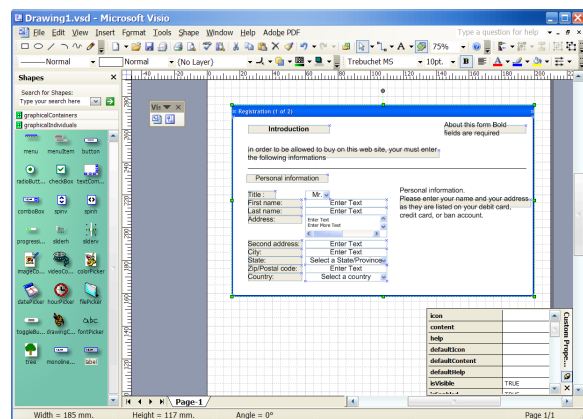 Drawing1.vsd - Microsoft Visio
File Edit View Insert Format Tools Shape Window Help Adobe PDF
Type a question for help
75%
Normal
Normal
(No Layer)
Trebuchet MS
10pt.
Shapes
Search for Shapes:
Type your search here
graphicalContainers
graphicalIndividuals
menu menuItem button
radioButt... checkBox textCom...
comboBox spinv spinh
progressi... sliderh sliderv
imageCo... videoCo... colorPicker
datePicker hourPicker filePicker
toggleBu... drawingC... fontPicker
tree monoline... label
Registration (1 of 2)
Introduction
About this form Bold
fields are required
In order to be allowed to buy on this web site, your must enter
the following informations
Personal information
Title :
Mr.
First name:
Enter Text
Last name:
Enter Text
Address:
Enter Text
Enter More Text
Second address:
Enter Text
City:
Enter Text
State:
Select a State/Province
Zip/Postal code:
Enter Text
Country:
Select a country
Personal information.
Please enter your name and your address
as they are listed on your debit card,
credit card, or ban account.
icon
content
help
defaultIcon
defaultContent
defaultHelp
isVisible TRUE
Custom Prope...
Page-1
Width = 185 mm. Height = 117 mm. Angle = 0° Page 1/1